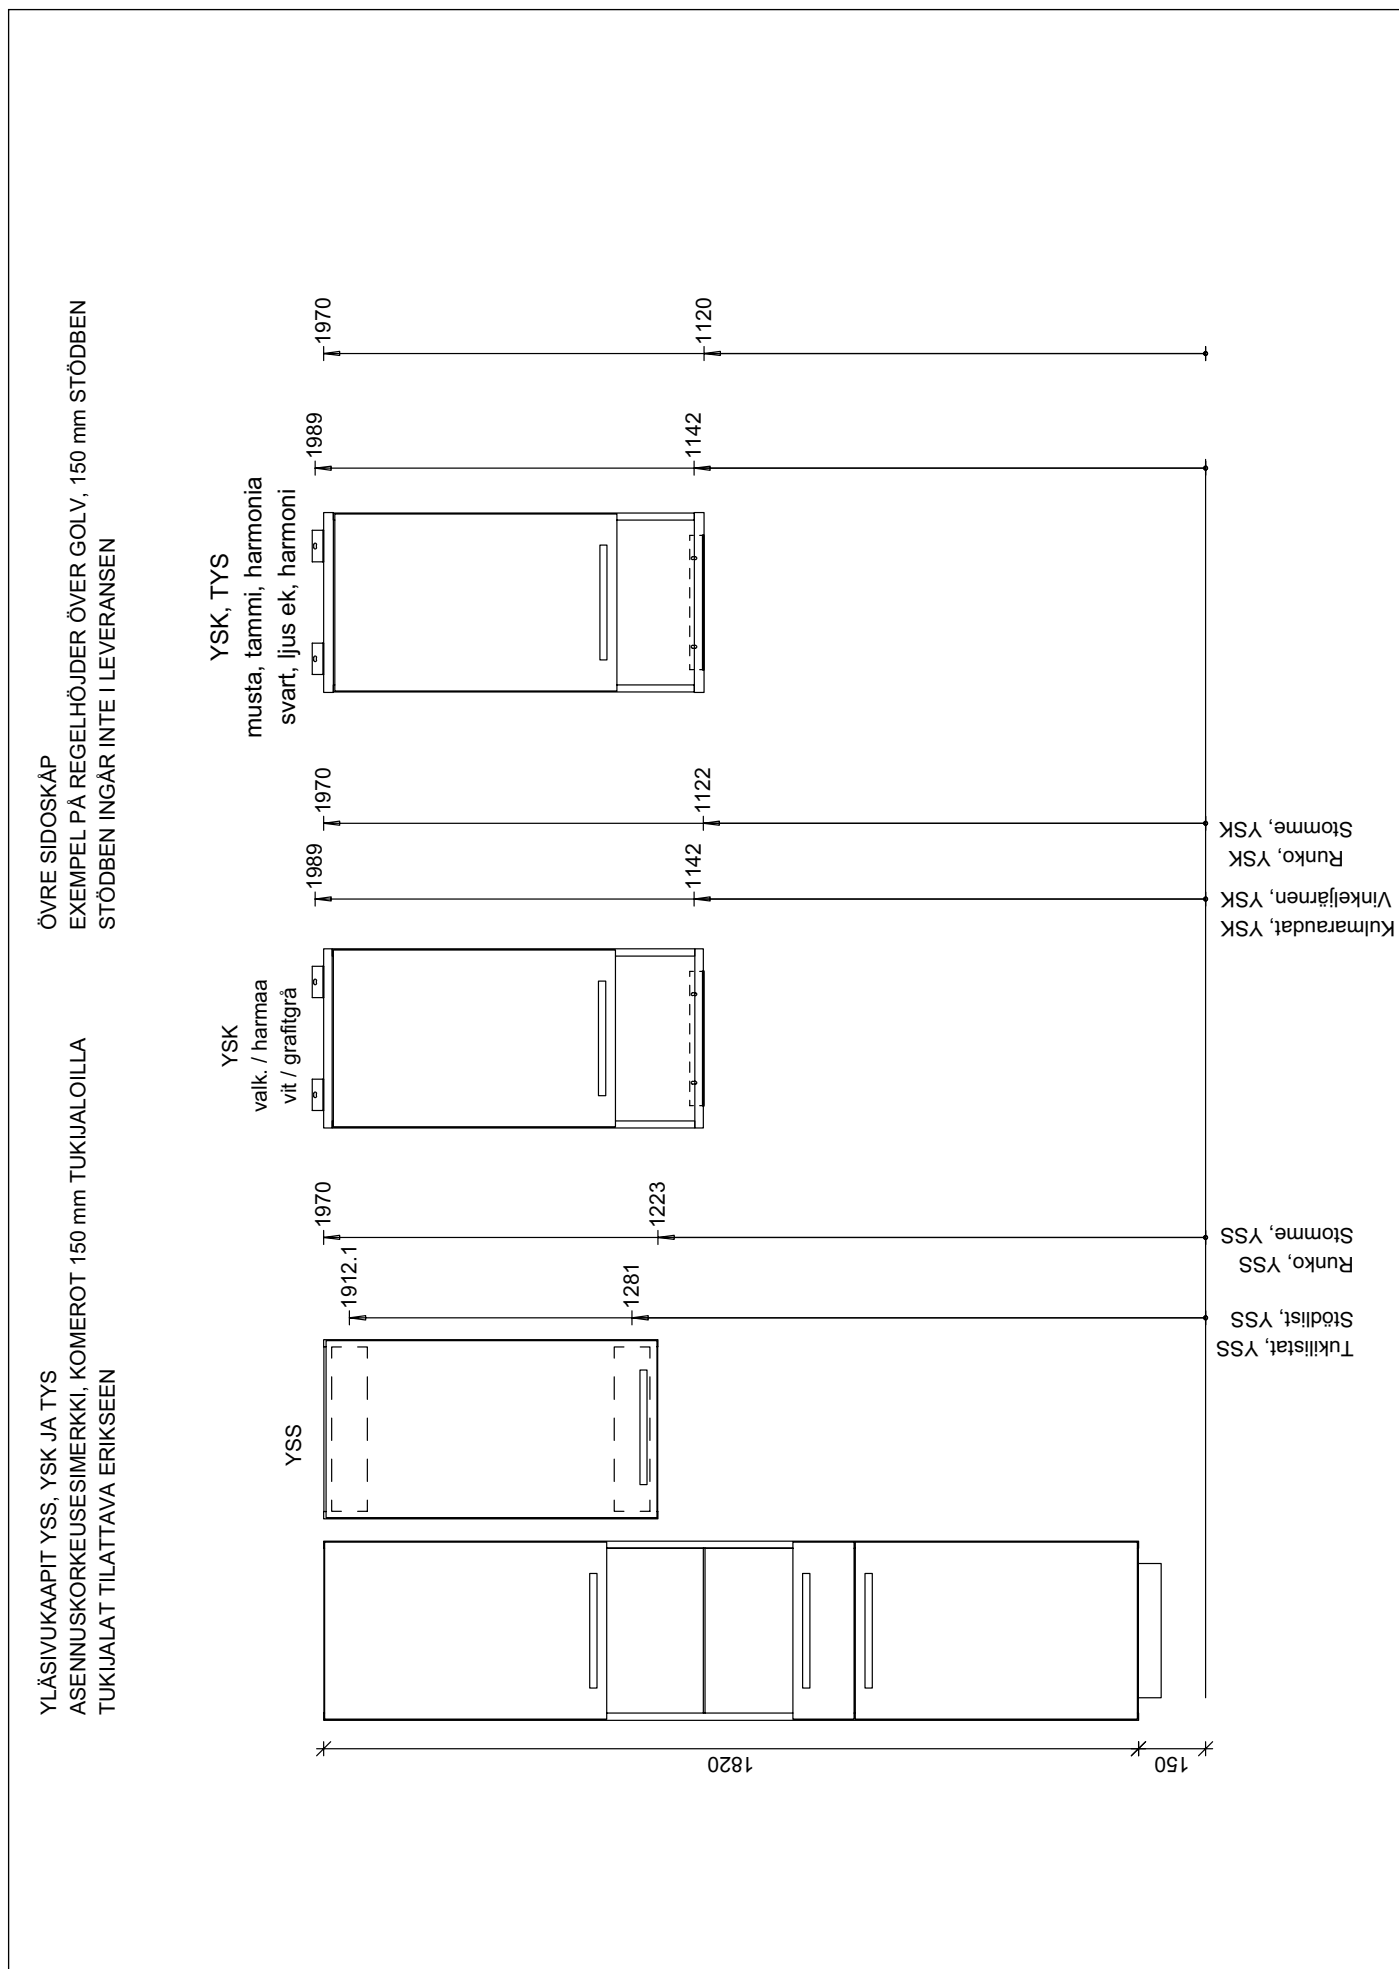 YLÄSIVUKAAPIT YSS, YSK JA TYS
ASENNUSKORKEUSESIMERKKI, KOMEROT 150 mm TUKIJALOILLA
TUKIJALAT TILATTAVA ERIKSEEN
ÖVRE SIDOSKÅP
EXEMPEL PÅ REGELHÖJDER ÖVER GOLV, 150 mm STÖDBEN
STÖDBEN INGÅR INTE I LEVERANSEN
YSS
YSK
valk. / harmaa
vit / grafitgrå
YSK, TYS
musta, tammi, harmonia
svart, ljus ek, harmoni
1820
150
1912.1
1281
1970
1223
1989
1142
1970
1122
1989
1142
1970
1120
Tukilistat, YSS
Stödlist, YSS
Runko, YSS
Stomme, YSS
Kulmaraudat, YSK
Vinkeljärnen, YSK
Runko, YSK
Stomme, YSK